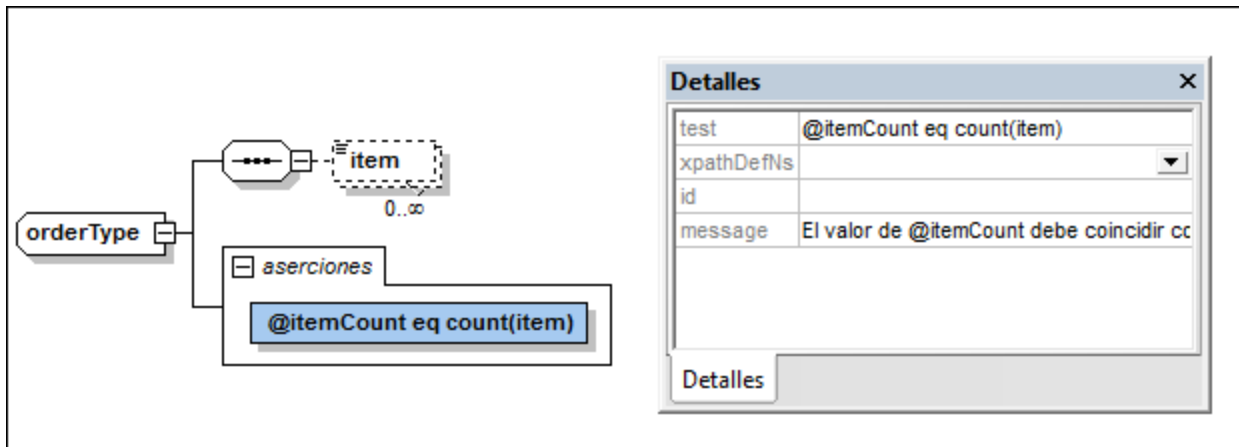 orderType
item
0..∞
aserciones
@itemCount eq count(item)
Detalles
test @itemCount eq count(item)
xpathDefNs
id
message El valor de @itemCount debe coincidir
Detalles